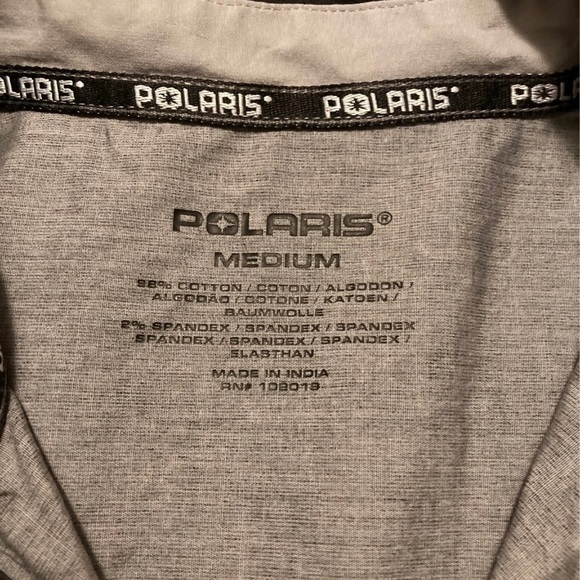 POLARIS® POLARIS® POLARIS® POLARIS
POLARIS®
MEDIUM
98% COTTON / COTON / ALGODON /
ALGODÃO / COTONE / KATOEN /
BAUMWOLLE
2% SPANDEX / SPANDEX / SPANDEX
SPANDEX / SPANDEX / SPANDEX /
ELASTHAN
MADE IN INDIA
RN# 109019